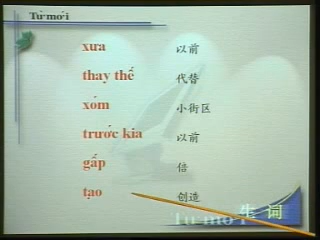 Từ mới
xưa 以前
thay thế 代替
xóm 小街区
trước kia 以前
gấp 倍
tạo 创造
生 词
Từ mới